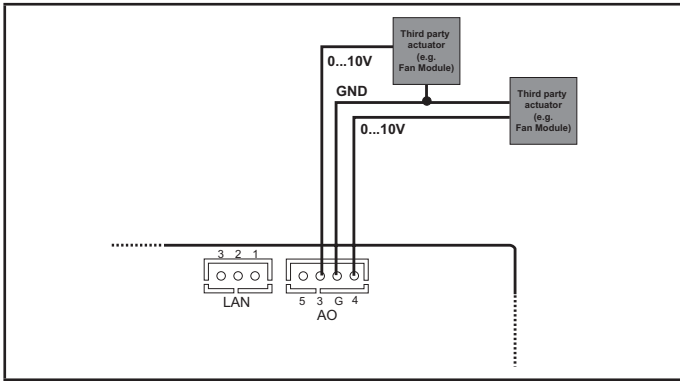 Third party
actuator
(e.g.
Fan Module)
0...10V
GND
Third party
actuator
(e.g.
Fan Module)
0...10V
3 2 1
LAN
5 3 G 4
AO